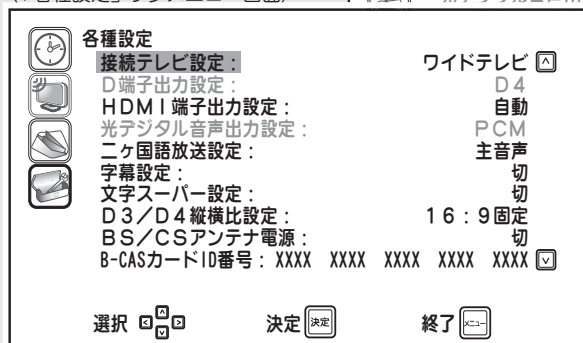 各種設定
接続テレビ設定： ワイドテレビ
D端子出力設定： D4
HDMI端子出力設定： 自動
光デジタル音声出力設定： PCM
二ヶ国語放送設定： 主音声
字幕設定： 切
文字スーパー設定： 切
D3／D4縦横比設定： 16：9固定
BS／CSアンテナ電源： 切
B-CASカードID番号： XXXX XXXX XXXX XXXX XXXX
選択 決定 決定 終了 メニュー